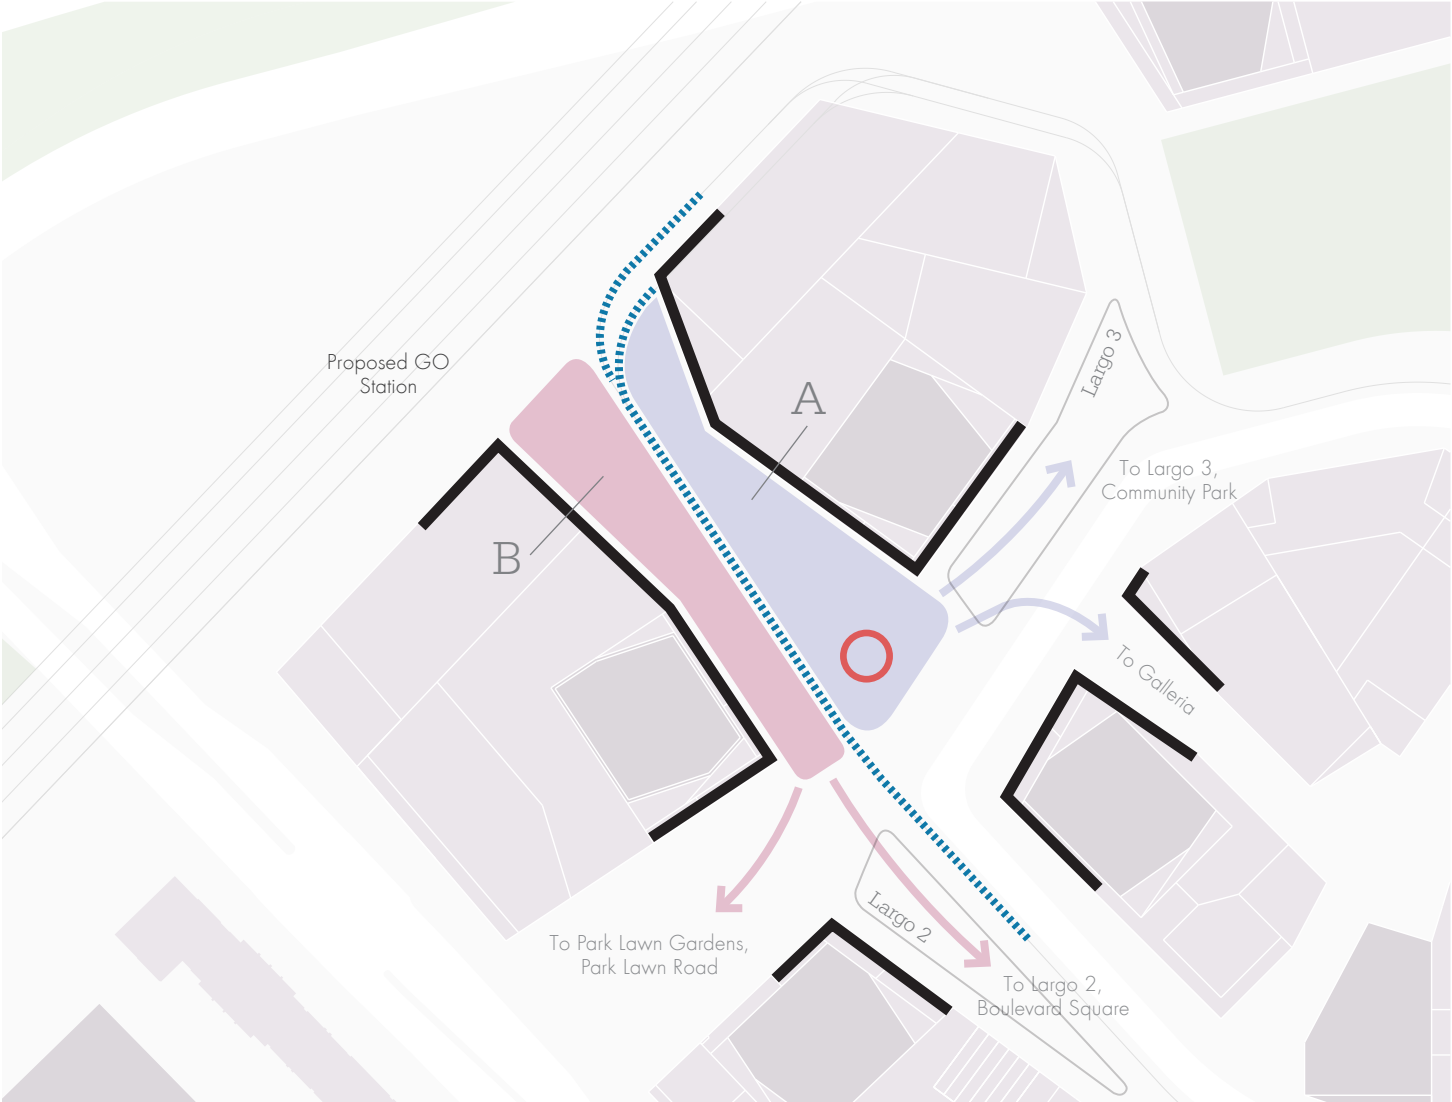 Largo 3
Proposed GO
Station
A
To Largo 3,
Community Park
B
To Galleria
Largo 2
To Park Lawn Gardens,
Park Lawn Road
To Largo 2,
Boulevard Square